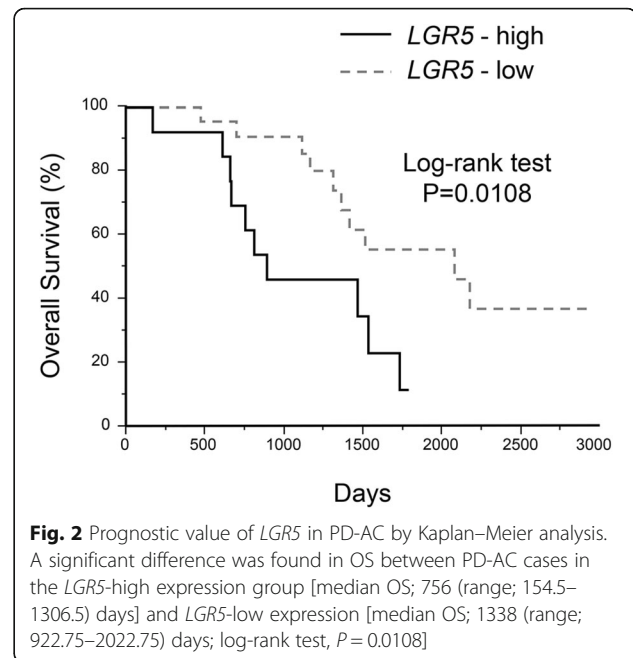 LGR5 - high
LGR5 - low
100
80
60
40
20
0
Overall Survival (%)
Log-rank test
P=0.0108
0 500 1000 1500 2000 2500 3000
Days
Fig. 2 Prognostic value of LGR5 in PD-AC by Kaplan–Meier analysis.
A significant difference was found in OS between PD-AC cases in
the LGR5-high expression group [median OS; 756 (range; 154.5–
1306.5) days] and LGR5-low expression [median OS; 1338 (range;
922.75–2022.75) days; log-rank test, P = 0.0108]